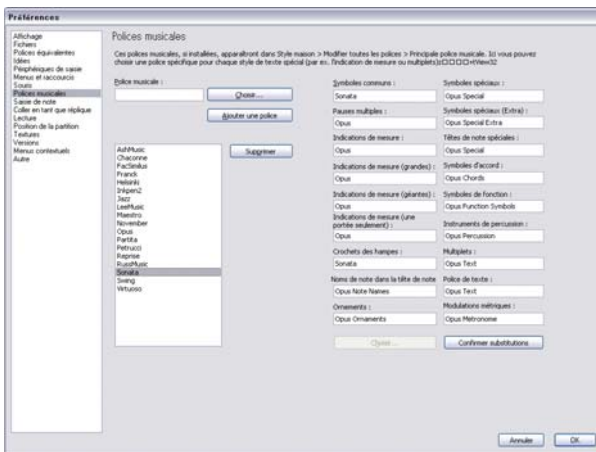 Préférences
Affichage
Fichiers
Polices équivalentes
Idées
Périphériques de saisie
Menus et raccourcis
Souris
Polices musicales
Saisie de note
Coller en tant que réplique
Lecture
Position de la partition
Textures
Versions
Menus contextuels
Autre
Polices musicales
Ces polices musicales, si installées, apparaîtront dans Style maison > Modifier toutes les polices > Principale police musicale. Ici vous pouvez
choisir une police spécifique pour chaque style de texte spécial (par ex. l'indication de mesure ou multiplets)
Police musicale :
Choisir...
Ajouter une police
Supprimer
AshMusic
Chaconne
FacSimilus
Franck
Helsinki
Inkpen2
Jazz
LeeMusic
Maestro
November
Opus
Partita
Petrucci
Reprise
RussMusic
Sonata
Swing
Virtuoso
Symboles communs :
Sonata
Pauses multiples :
Opus
Indications de mesure :
Opus
Indications de mesure (grandes) :
Opus
Indications de mesure (géantes) :
Opus
Indications de mesure (une
portée seulement) :
Opus
Crochets des hampes :
Sonata
Noms de note dans la tête de note
Opus Note Names
Ornements :
Opus Ornaments
Choisir ...
Symboles spéciaux :
Opus Special
Symboles spéciaux (Extra) :
Opus Special Extra
Têtes de note spéciales :
Opus Special
Symboles d'accord :
Opus Chords
Symboles de fonction :
Opus Function Symbols
Instruments de percussion :
Opus Percussion
Multiplets :
Opus Text
Police de texte :
Opus Text
Modulations métriques :
Opus Metronome
Confirmer substitutions
Annuler
OK